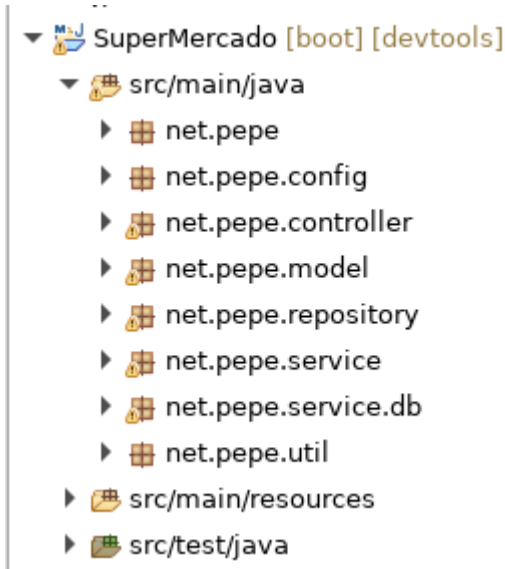 SuperMercado [boot] [devtools]
src/main/java
net.pepe
net.pepe.config
net.pepe.controller
net.pepe.model
net.pepe.repository
net.pepe.service
net.pepe.service.db
net.pepe.util
src/main/resources
src/test/java